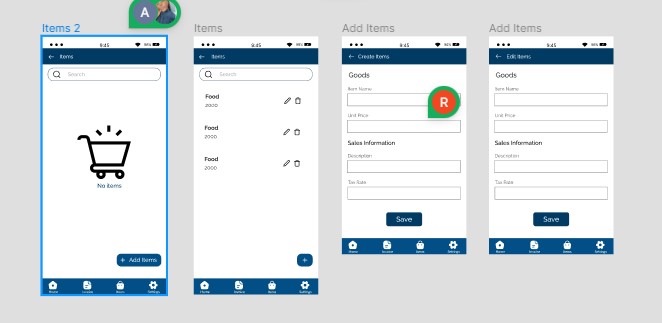 A
Items 2
Items
Add Items
Add Items
9:45
Items
Search
No items
+ Add Items
Home
Invoice
Items
Settings
9:45
Items
Search
Food
2000
Food
2000
Food
2000
+
Home
Invoice
Items
Settings
9:45
Create Items
Goods
Item Name
R
Unit Price
Sales Information
Description
Tax Rate
Save
Home
Invoice
Items
Settings
9:45
Edit Items
Goods
Item Name
Unit Price
Sales Information
Description
Tax Rate
Save
Home
Invoice
Items
Settings